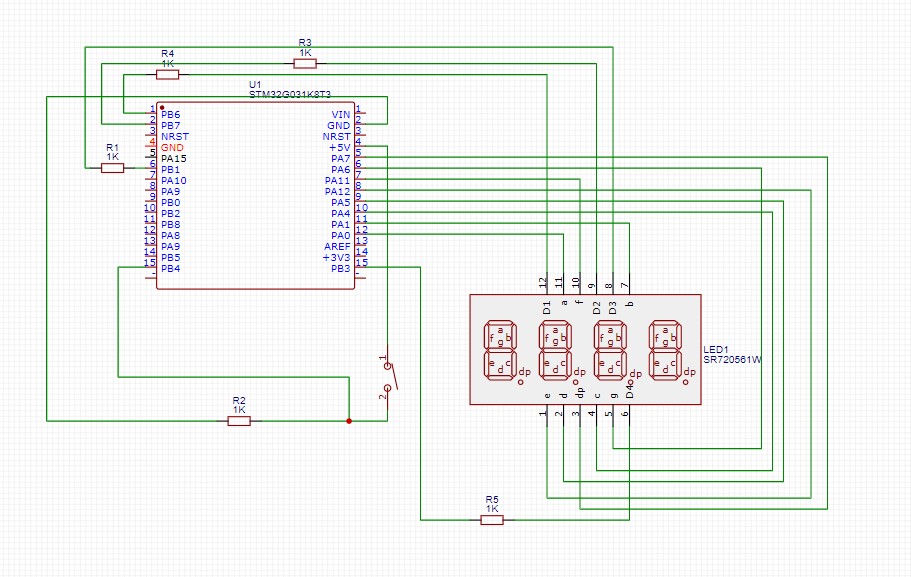 R3
1K
R4
1K
U1
STM32G031K8T3
R1
1K
1 PB6 VIN 1
2 PB7 GND 2
3 NRST NRST 3
4 GND +5V 4
5 PA15 PA7 5
6 PB1 PA6 6
7 PA10 PA11 7
8 PA9 PA12 8
9 PB0 PA5 9
10 PB2 PA4 10
11 PB8 PA1 11
12 PA8 PA0 12
13 PA9 AREF 13
14 PB5 +3V3 14
15 PB4 PB3 15
12 11 10 9 8 7
D1 a f D2 D3 b
a a a a
f b f b f b f b
g g g g
e c e c e c e c
d d d d
dp dp dp dp
LED1
SR720561W
e d dp c g D4
1 2 3 4 5 6
1
2
R2
1K
R5
1K